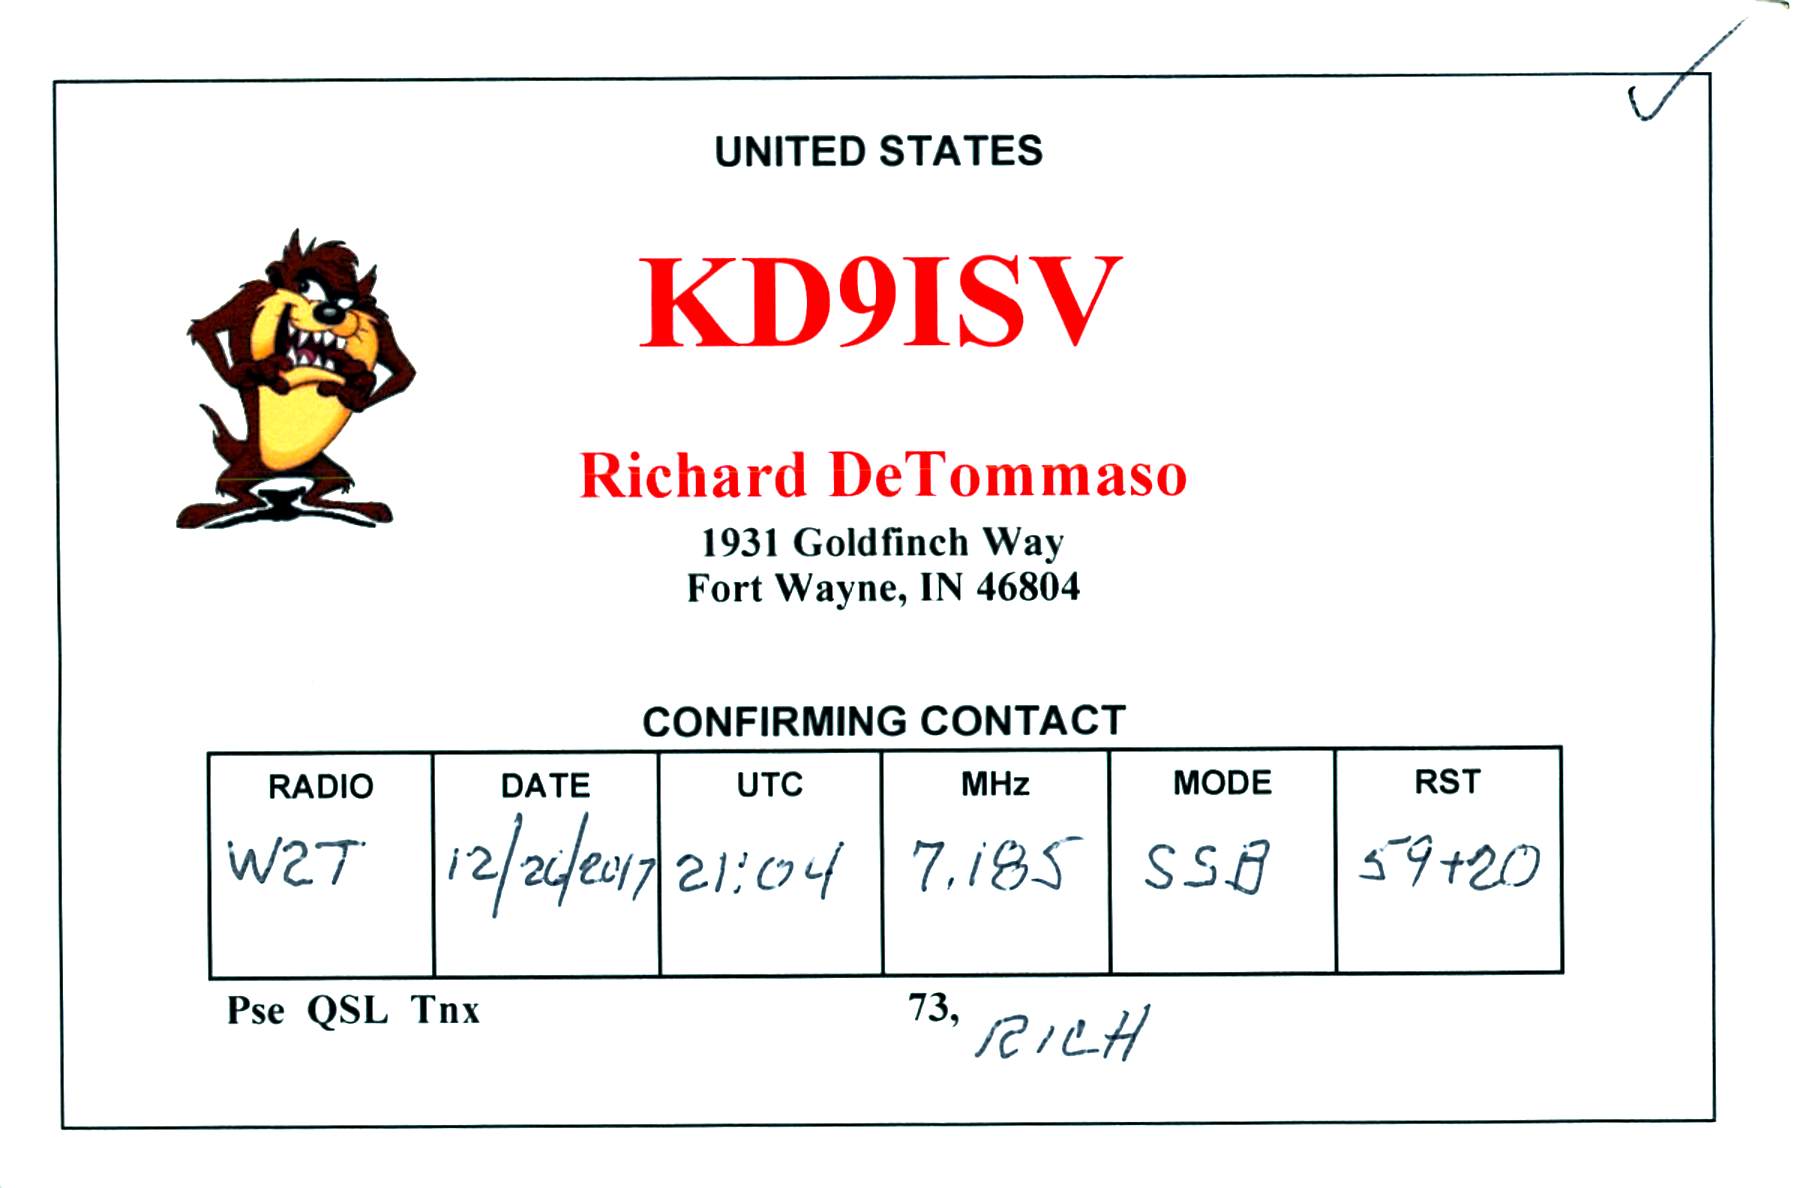 UNITED STATES
KD9ISV
Richard DeTommaso
1931 Goldfinch Way
Fort Wayne, IN 46804
CONFIRMING CONTACT
RADIO DATE UTC MHz MODE RST
W2T 12/26/2017 21:04 7.185 SSB 59+20
Pse QSL Tnx 73, RICH